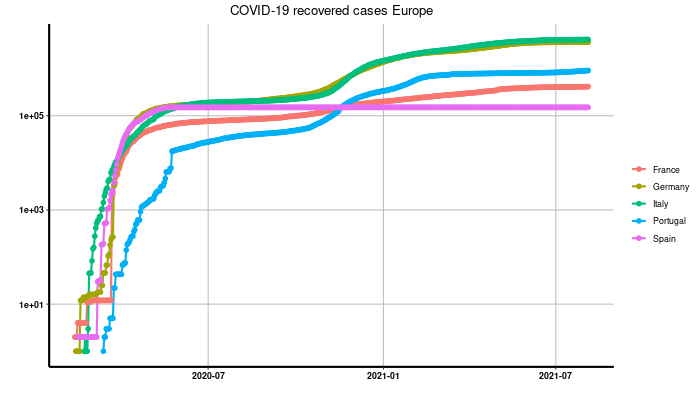 COVID-19 recovered cases Europe
1e+05
1e+03
1e+01
2020-07
2021-01
2021-07
France
Germany
Italy
Portugal
Spain